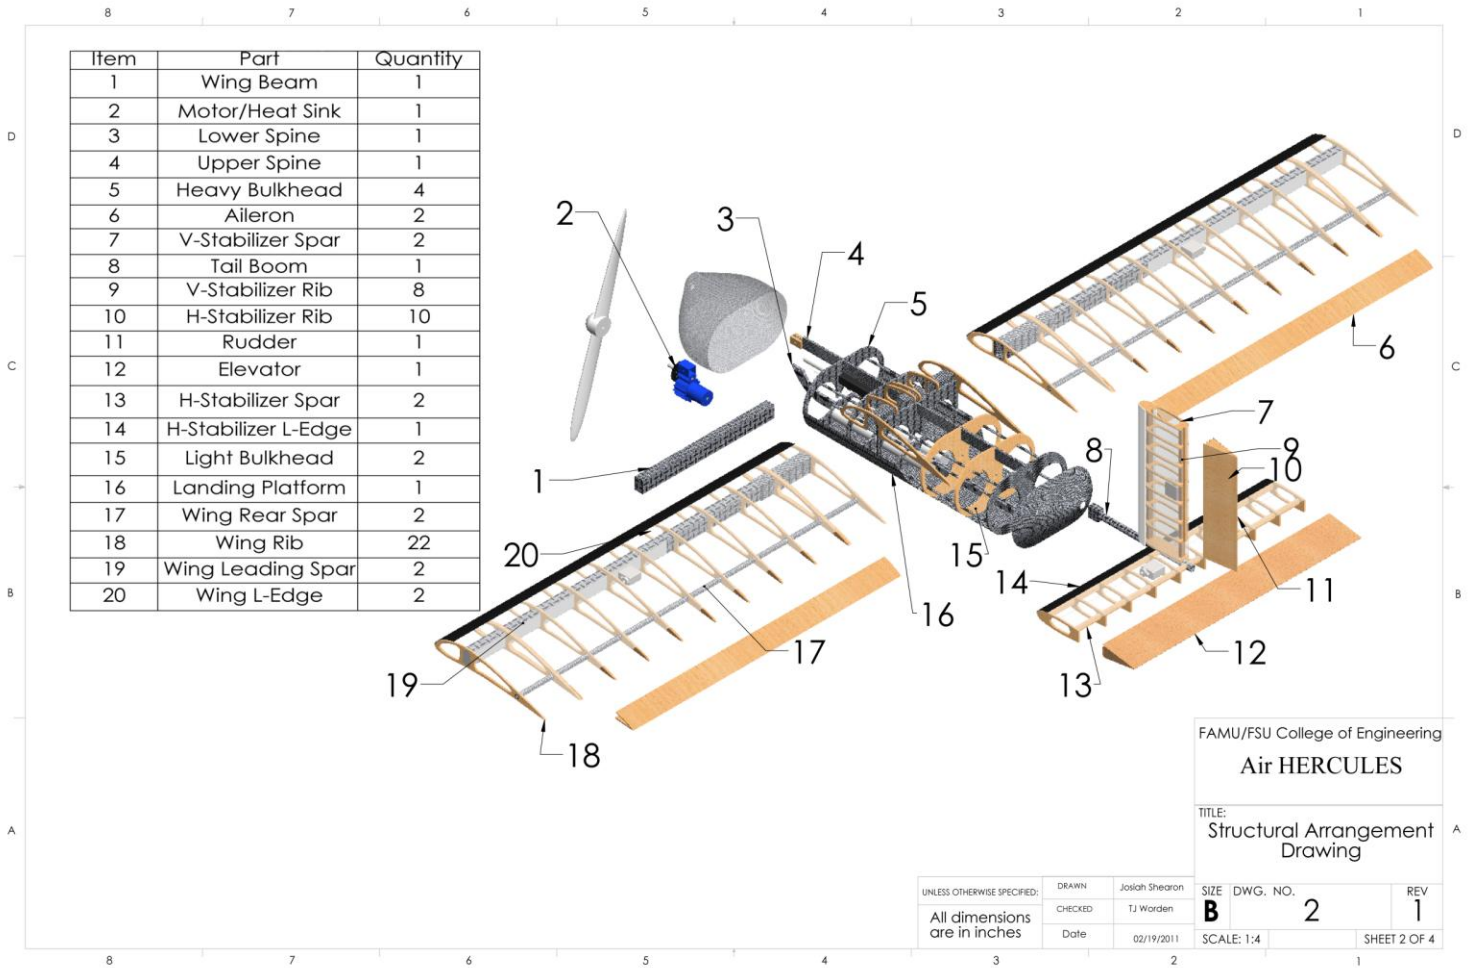 8 7 6 5 4 3 2 1
Item Part Quantity
1 Wing Beam 1
2 Motor/Heat Sink 1
3 Lower Spine 1
4 Upper Spine 1
5 Heavy Bulkhead 4
6 Aileron 2
7 V-Stabilizer Spar 2
8 Tail Boom 1
9 V-Stabilizer Rib 8
10 H-Stabilizer Rib 10
11 Rudder 1
12 Elevator 1
13 H-Stabilizer Spar 2
14 H-Stabilizer L-Edge 1
15 Light Bulkhead 2
16 Landing Platform 1
17 Wing Rear Spar 2
18 Wing Rib 22
19 Wing Leading Spar 2
20 Wing L-Edge 2
D
C
B
A
D
C
B
A
2
3
4
5
6
7
9
10
8
1
20
15
14
11
16
12
17
13
19
18
FAMU/FSU College of Engineering
Air HERCULES
TITLE:
Structural Arrangement
Drawing
UNLESS OTHERWISE SPECIFIED:
All dimensions
are in inches
DRAWN Josiah Shearon
CHECKED TJ Worden
Date 02/19/2011
SIZE DWG. NO. REV
B 2 1
SCALE: 1:4 SHEET 2 OF 4
8 7 6 5 4 3 2 1